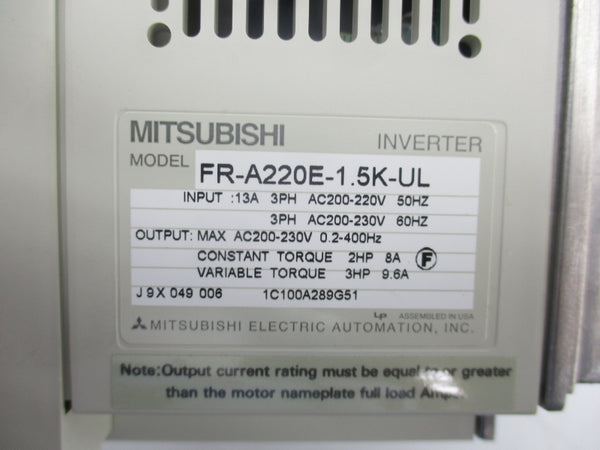 MITSUBISHI INVERTER
MODEL FR-A220E-1.5K-UL
INPUT :13A 3PH AC200-220V 50HZ
3PH AC200-230V 60HZ
OUTPUT: MAX AC200-230V 0.2-400Hz
CONSTANT TORQUE 2HP 8A F
VARIABLE TORQUE 3HP 9.6A
J9X 049 006 1C100A289G51
LP ASSEMBLED IN USA
MITSUBISHI ELECTRIC AUTOMATION, INC.
Note:Output current rating must be equal to or greater
than the motor nameplate full load Amps.